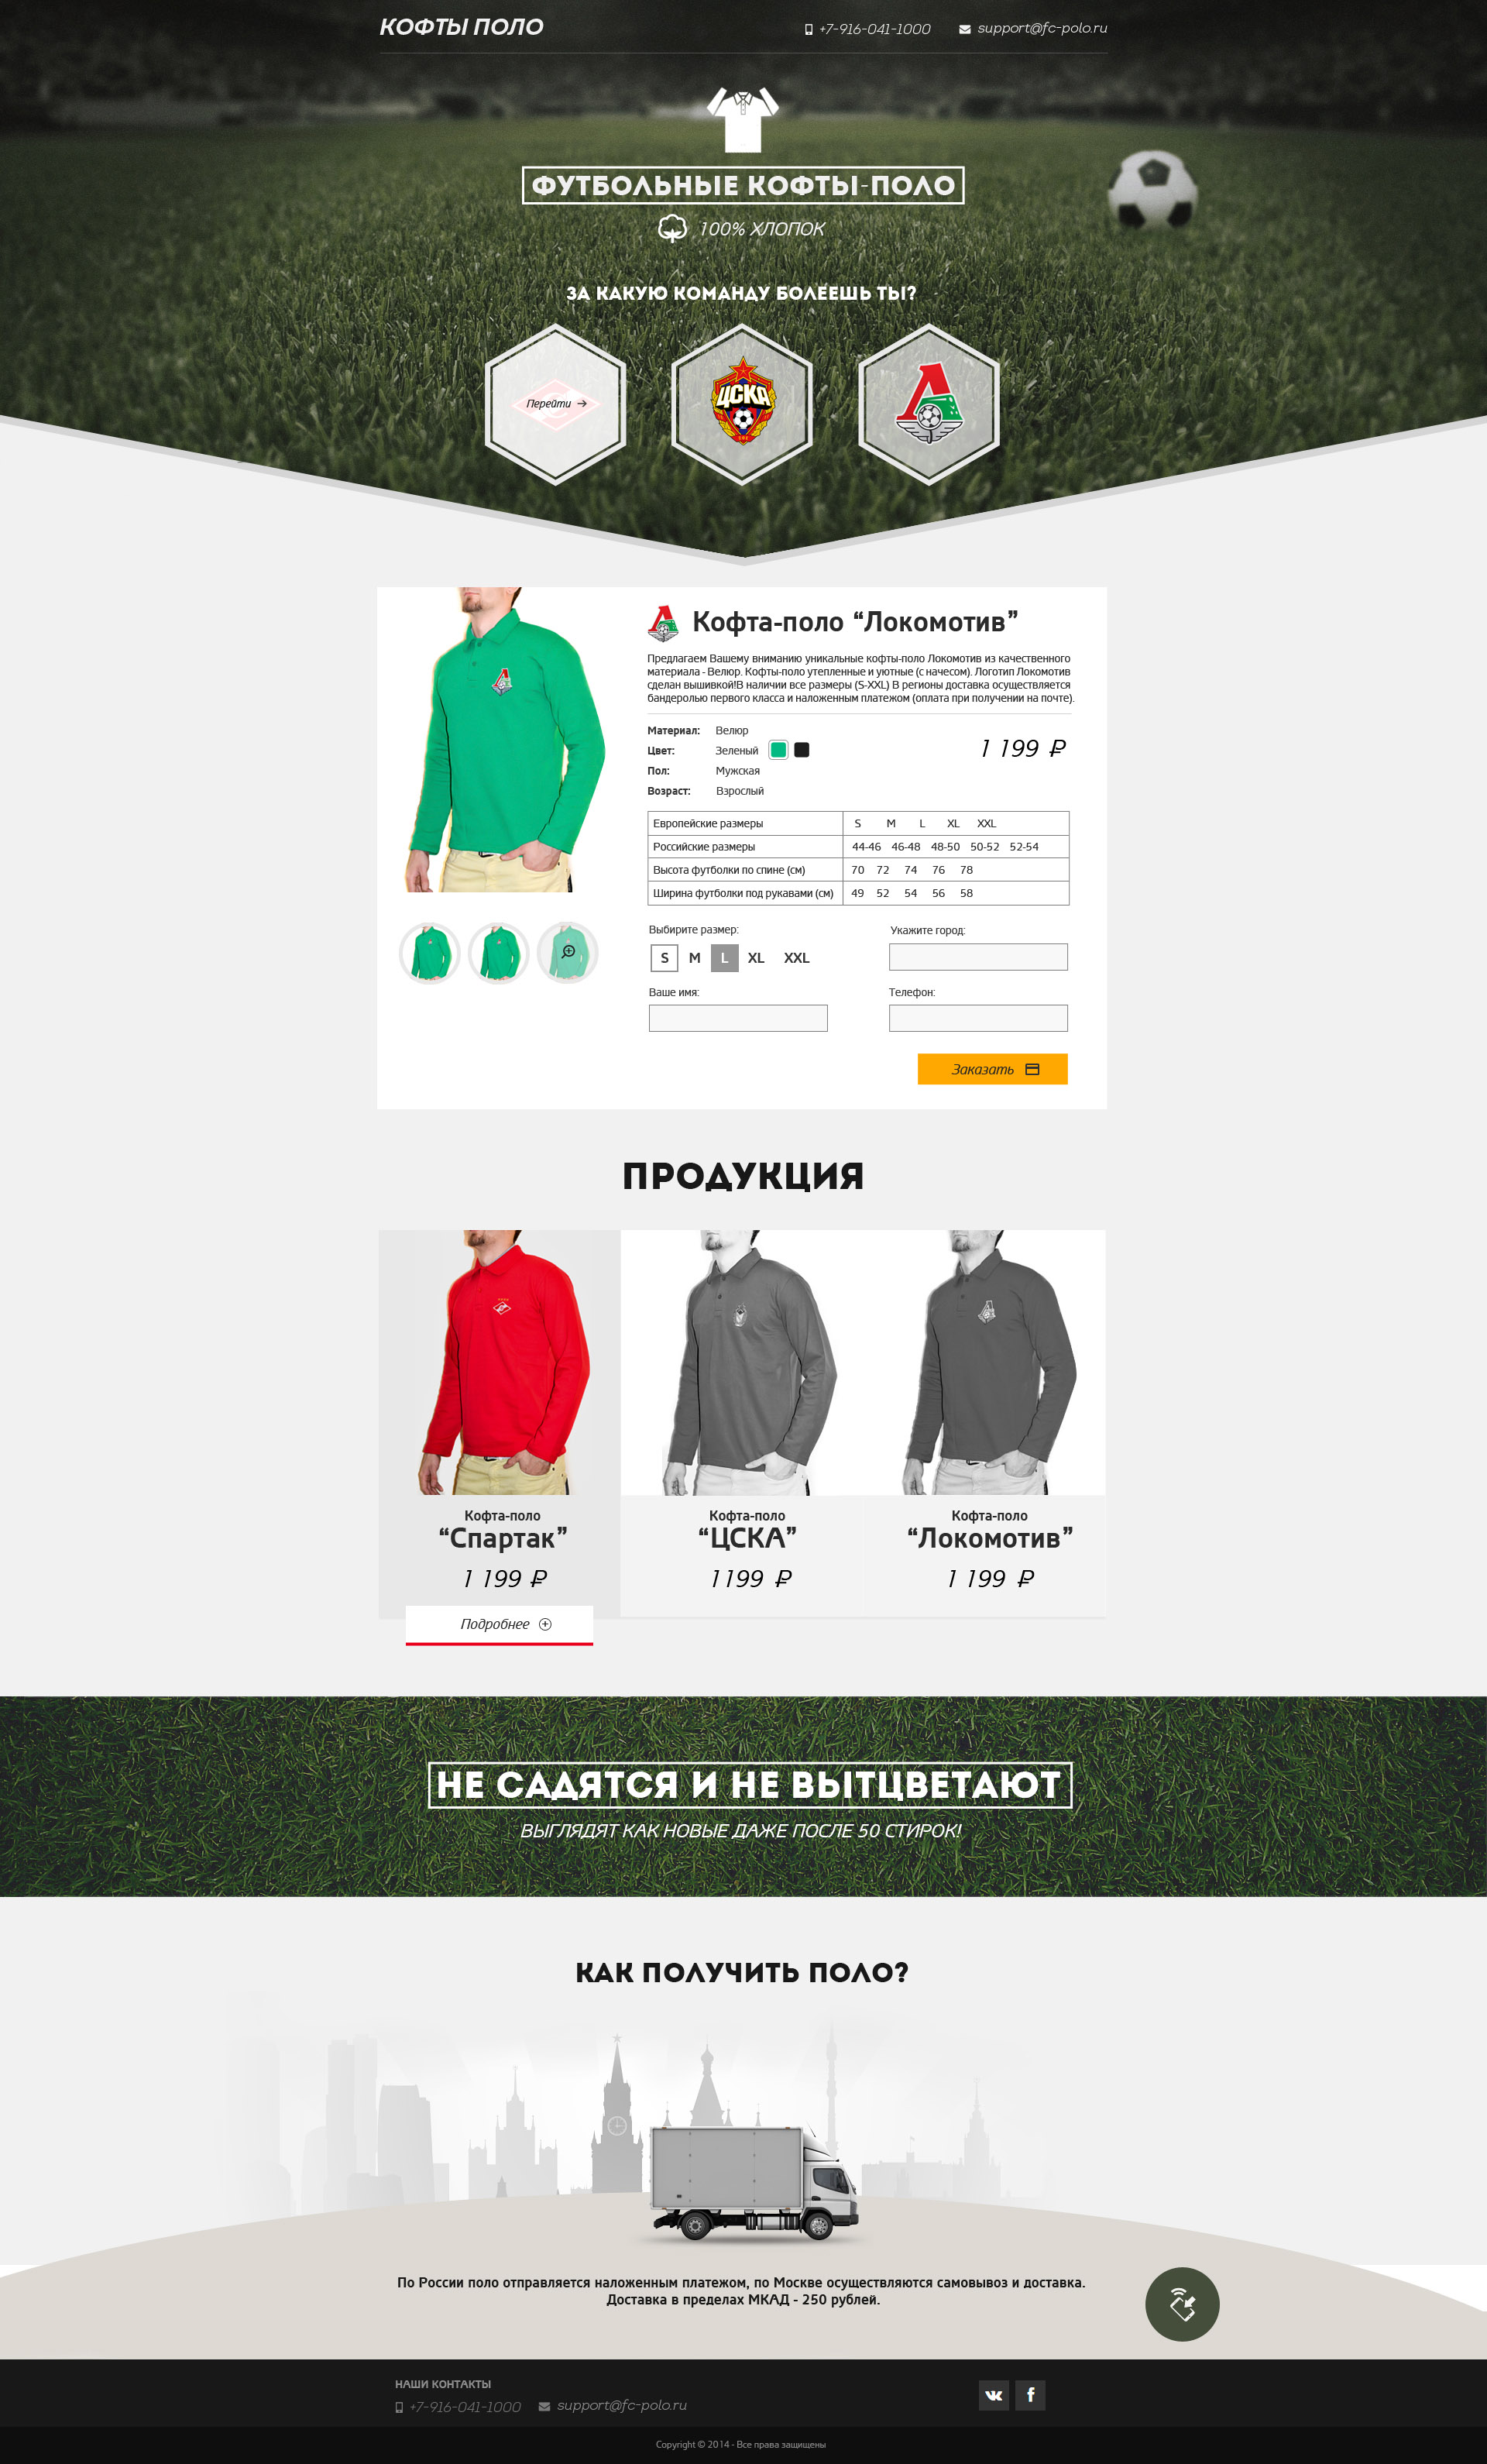 КОФТЫ ПОЛО
+7-916-041-1000 support@fc-polo.ru
ФУТБОЛЬНЫЕ КОФТЫ-ПОЛО
100% ХЛОПОК
ЗА КАКУЮ КОМАНДУ БОЛЕЕШЬ ТЫ?
Перейти
ЦСКА
Кофта-поло “Локомотив”
Предлагаем Вашему вниманию уникальные кофты-поло Локомотив из качественного
материала - Велюр. Кофты-поло утепленные и уютные (с начесом). Логотип Локомотив
сделан вышивкой!В наличии все размеры (S-XXL) В регионы доставка осуществляется
бандеролью первого класса и наложенным платежом (оплата при получении на почте).
Материал: Велюр
Цвет: Зеленый
1 199 ₽
Пол: Мужская
Возраст: Взрослый
Европейские размеры S M L XL XXL
Российские размеры 44-46 46-48 48-50 50-52 52-54
Высота футболки по спине (см) 70 72 74 76 78
Ширина футболки под рукавами (см) 49 52 54 56 58
Выбирите размер:
S M L XL XXL
Укажите город:
Ваше имя:
Телефон:
Заказать
ПРОДУКЦИЯ
Кофта-поло
“Спартак”
1 199 ₽
Подробнее
Кофта-поло
“ЦСКА”
1199 ₽
Кофта-поло
“Локомотив”
1 199 ₽
НЕ САДЯТСЯ И НЕ ВЫТЦВЕТАЮТ
ВЫГЛЯДЯТ КАК НОВЫЕ ДАЖЕ ПОСЛЕ 50 СТИРОК!
КАК ПОЛУЧИТЬ ПОЛО?
По России поло отправляется наложенным платежом, по Москве осуществляются самовывоз и доставка.
Доставка в пределах МКАД - 250 рублей.
НАШИ КОНТАКТЫ
+7-916-041-1000 support@fc-polo.ru
Copyright © 2014 - Все права защищены